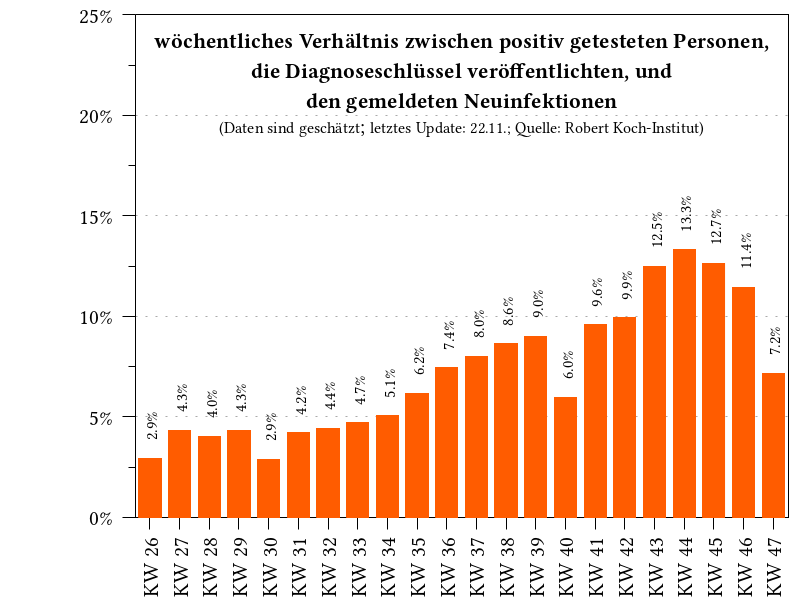 wöchentliches Verhältnis zwischen positiv getesteten Personen,
die Diagnoseschlüssel veröffentlichten, und
den gemeldeten Neuinfektionen
(Daten sind geschätzt; letztes Update: 22.11.; Quelle: Robert Koch-Institut)
25%
20%
15%
10%
5%
0%
2.9%
4.3%
4.0%
4.3%
2.9%
4.2%
4.4%
4.7%
5.1%
6.2%
7.4%
8.0%
8.6%
9.0%
6.0%
9.6%
9.9%
12.5%
13.3%
12.7%
11.4%
7.2%
KW 26
KW 27
KW 28
KW 29
KW 30
KW 31
KW 32
KW 33
KW 34
KW 35
KW 36
KW 37
KW 38
KW 39
KW 40
KW 41
KW 42
KW 43
KW 44
KW 45
KW 46
KW 47